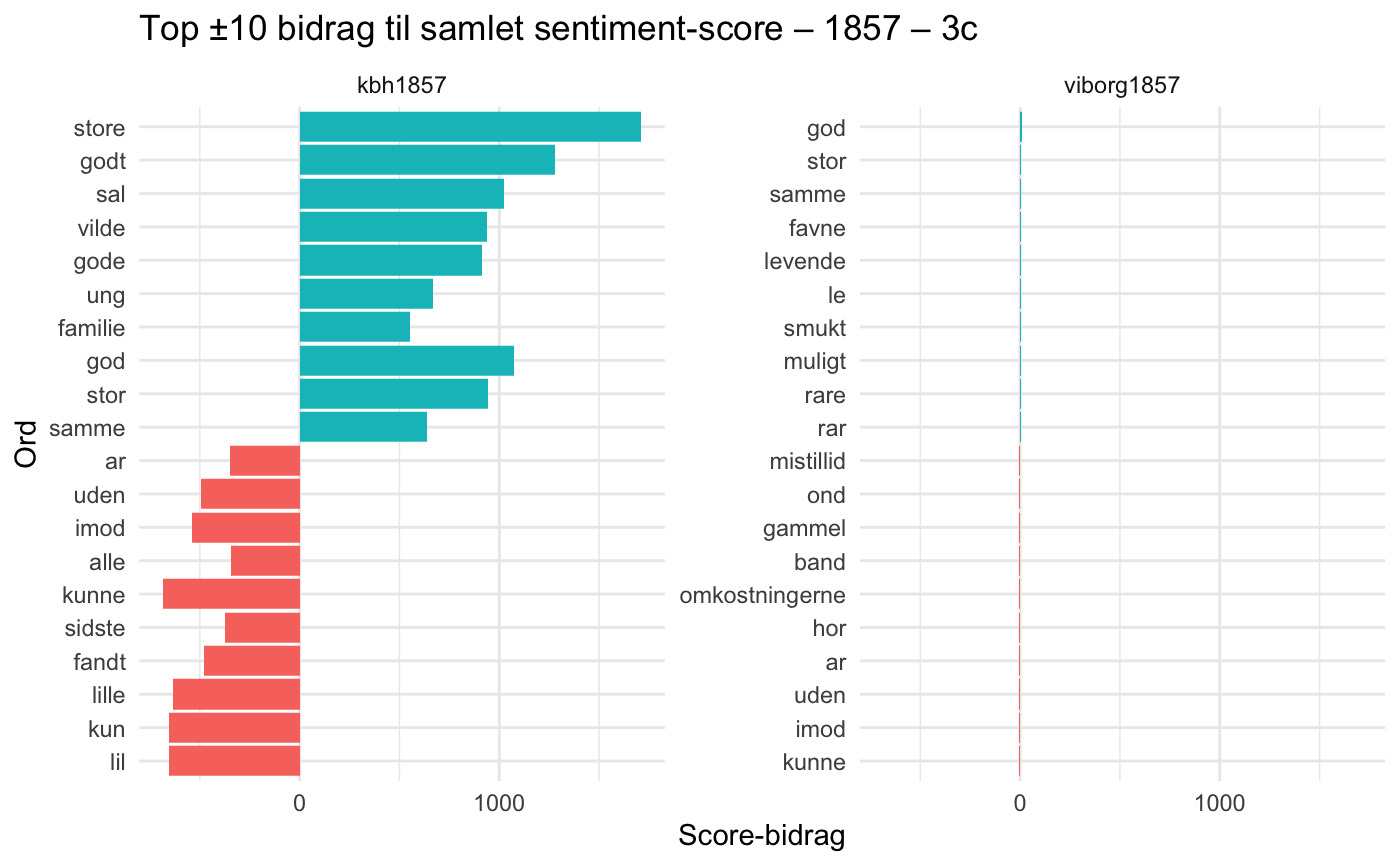 Top ±10 bidrag til samlet sentiment-score – 1857 – 3c
kbh1857
viborg1857
Ord
store
godt
sal
vilde
gode
ung
familie
god
stor
samme
ar
uden
imod
alle
kunne
sidste
fandt
lille
kun
lil
god
stor
samme
favne
levende
le
smukt
muligt
rare
rar
mistillid
ond
gammel
band
omkostningerne
hor
ar
uden
imod
kunne
0 1000
0 1000
Score-bidrag